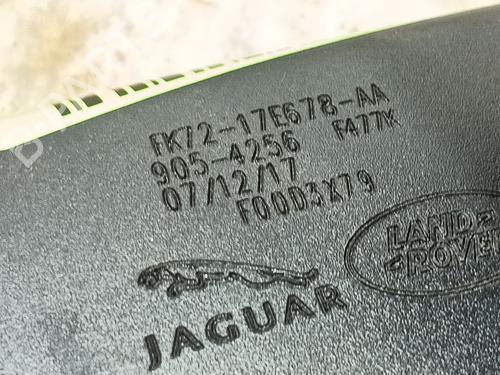 FK72-17E678-AA
905-4256 F477K
07/12/17
F00D3X79
LAND
ROVER
JAGUAR